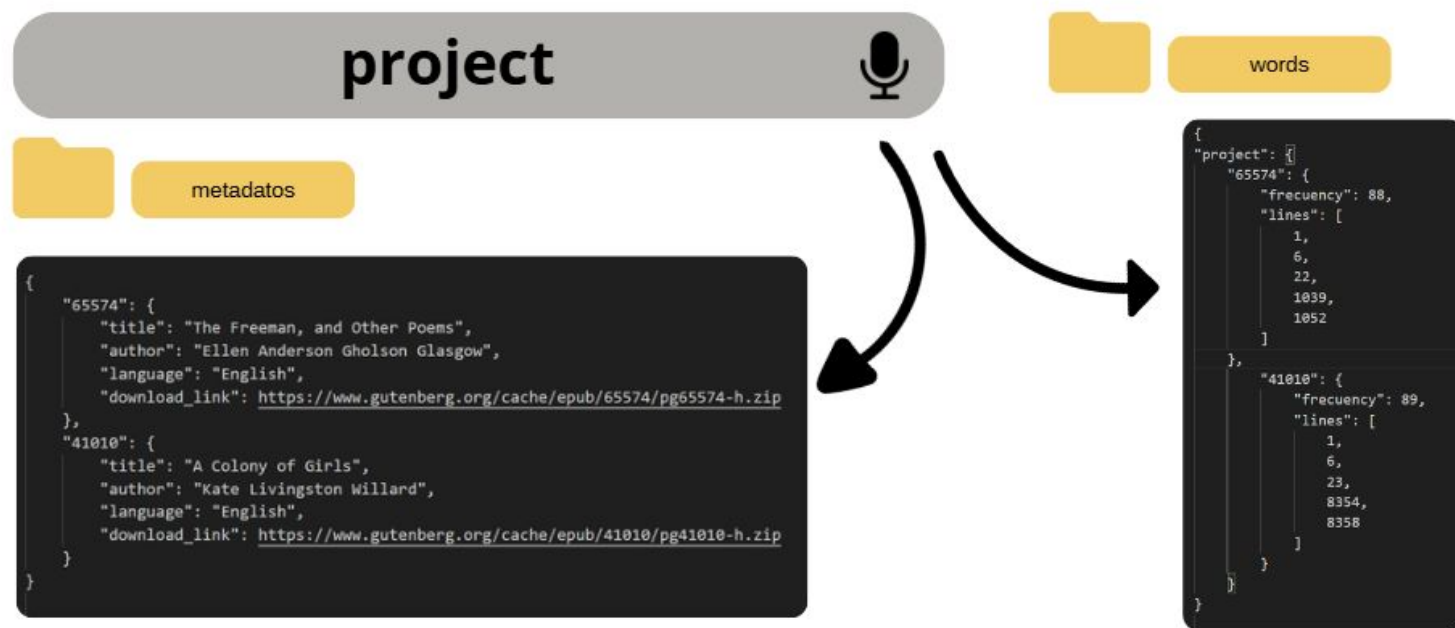 project
metadatos
{
    "65574": {
        "title": "The Freeman, and Other Poems",
        "author": "Ellen Anderson Gholson Glasgow",
        "language": "English",
        "download_link": https://www.gutenberg.org/cache/epub/65574/pg65574-h.zip
    },
    "41010": {
        "title": "A Colony of Girls",
        "author": "Kate Livingston Willard",
        "language": "English",
        "download_link": https://www.gutenberg.org/cache/epub/41010/pg41010-h.zip
    }
}
words
{
"project": {
    "65574": {
        "frecuency": 88,
        "lines": [
            1,
            6,
            22,
            1039,
            1052
        ]
    },
        "41010": {
            "frecuency": 89,
            "lines": [
                1,
                6,
                23,
                8354,
                8358
            ]
        }
    }
}